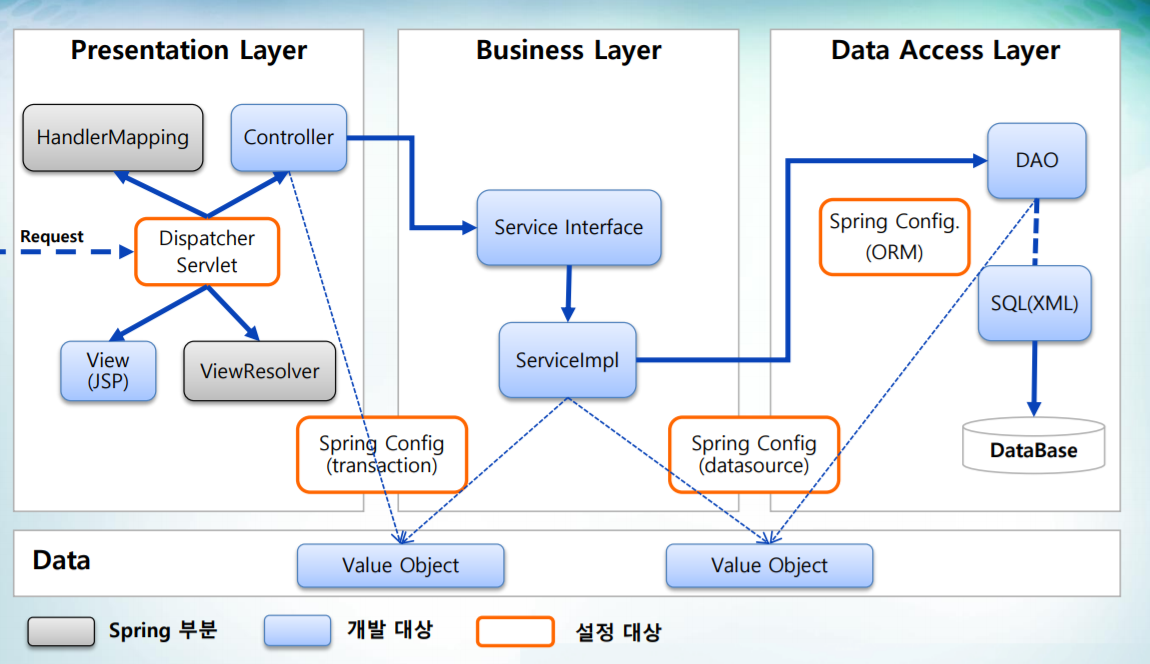 Presentation Layer
Business Layer
Data Access Layer
HandlerMapping
Controller
DAO
Service Interface
Spring Config.
(ORM)
Request
Dispatcher
Servlet
SQL(XML)
View
(JSP)
ViewResolver
ServiceImpl
Spring Config
(transaction)
Spring Config
(datasource)
DataBase
Data
Value Object
Value Object
Spring 부분
개발 대상
설정 대상